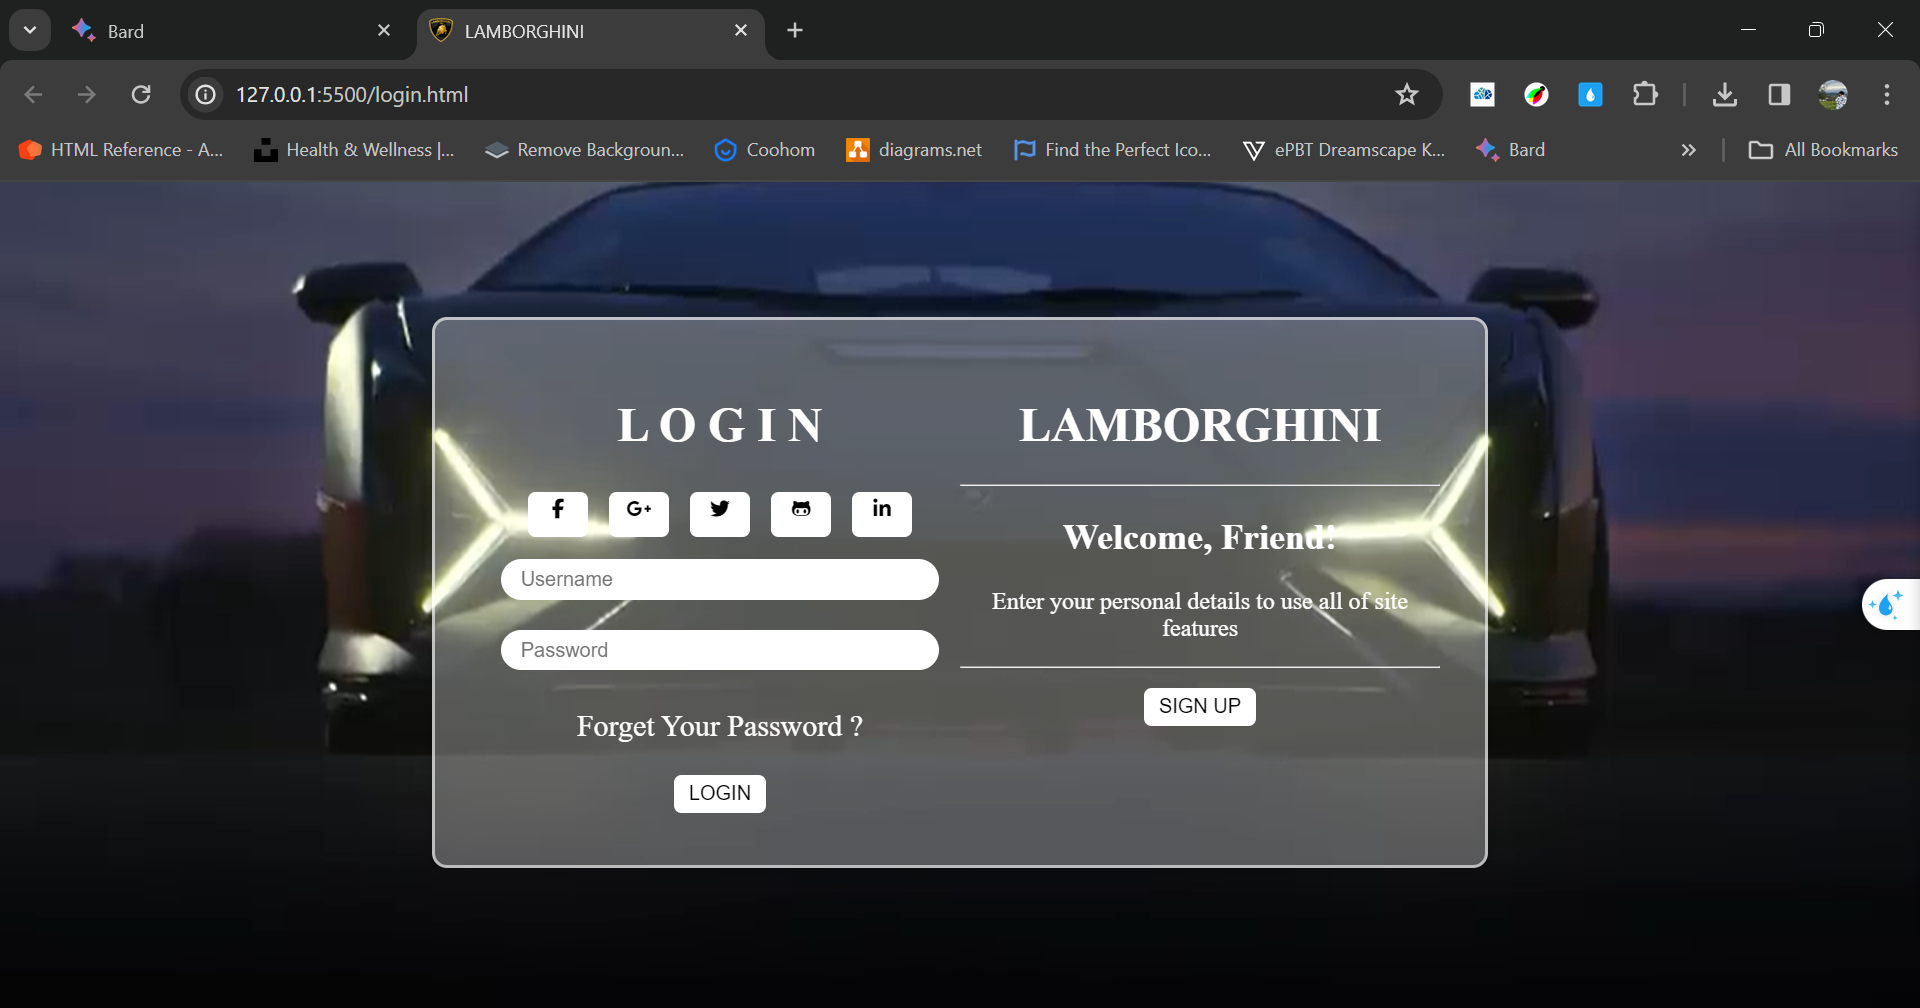 Bard
LAMBORGHINI
127.0.0.1:5500/login.html
HTML Reference - A...
Health & Wellness |...
Remove Backgroun...
Coohom
diagrams.net
Find the Perfect Ico...
ePBT Dreamscape K...
Bard
All Bookmarks
L O G I N
G+
in
Username
Password
Forget Your Password ?
LOGIN
LAMBORGHINI
Welcome, Friend!
Enter your personal details to use all of site
features
SIGN UP